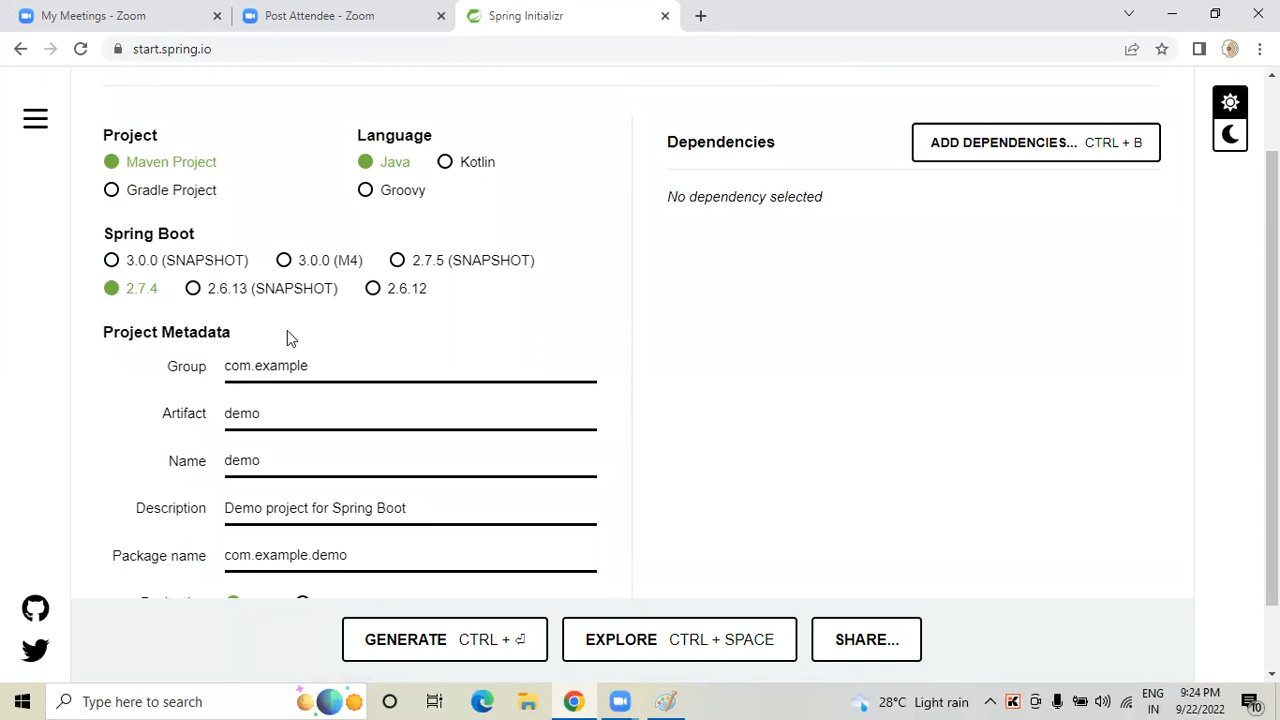 My Meetings - Zoom
Post Attendee - Zoom
Spring Initializr
start.spring.io
Project
Language
Dependencies
ADD DEPENDENCIES... CTRL + B
Maven Project
Java
Kotlin
Gradle Project
Groovy
No dependency selected
Spring Boot
3.0.0 (SNAPSHOT)
3.0.0 (M4)
2.7.5 (SNAPSHOT)
2.7.4
2.6.13 (SNAPSHOT)
2.6.12
Project Metadata
Group com.example
Artifact demo
Name demo
Description Demo project for Spring Boot
Package name com.example.demo
GENERATE CTRL + ⏎
EXPLORE CTRL + SPACE
SHARE...
Type here to search
28°C Light rain
ENG
IN
9:24 PM
9/22/2022
10